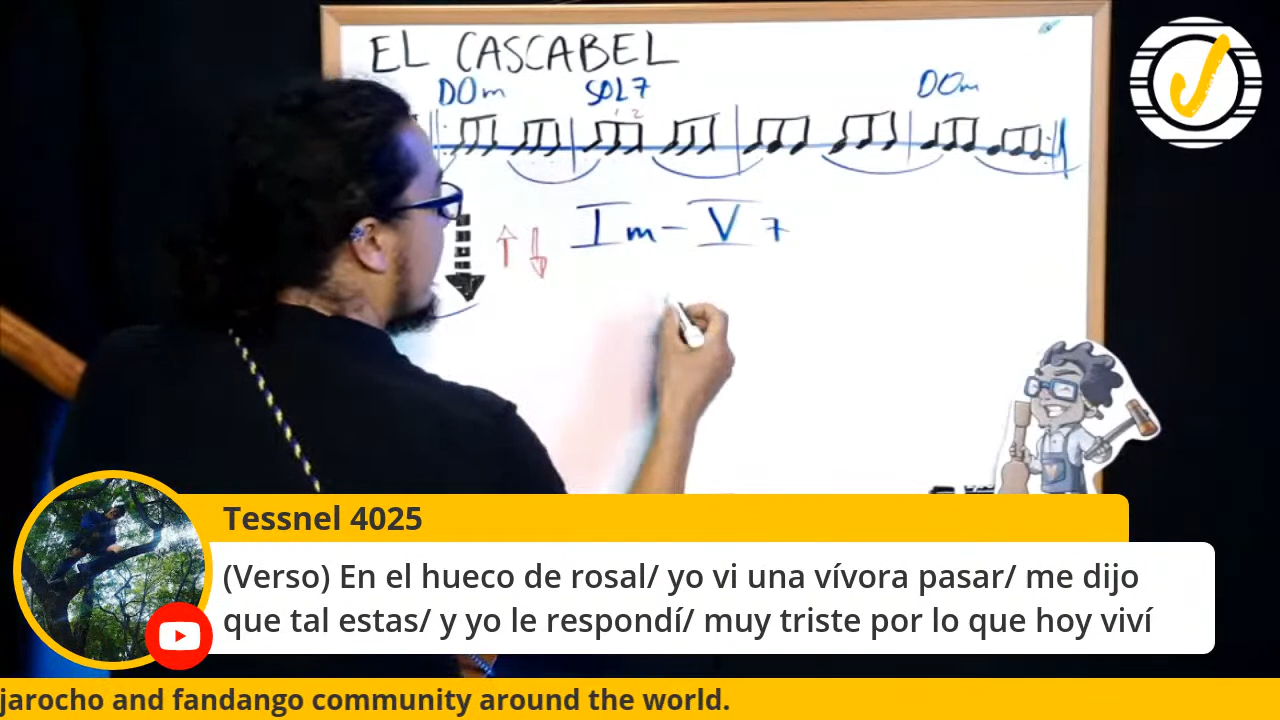 EL CASCABEL
DOm SOL7 DOm
1 2
Im - V7
Tessnel 4025
(Verso) En el hueco de rosal/ yo vi una vívora pasar/ me dijo
que tal estas/ y yo le respondí/ muy triste por lo que hoy viví
jarocho and fandango community around the world.